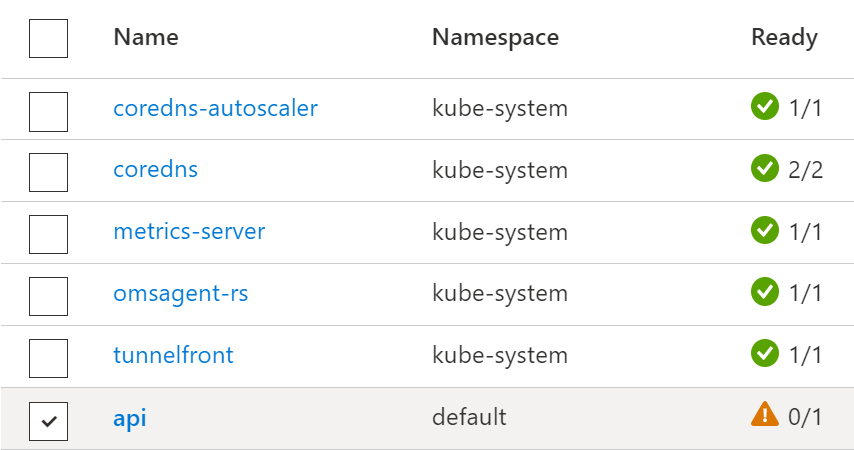 Name Namespace Ready
coredns-autoscaler kube-system 1/1
coredns kube-system 2/2
metrics-server kube-system 1/1
omsagent-rs kube-system 1/1
tunnelfront kube-system 1/1
api default 0/1